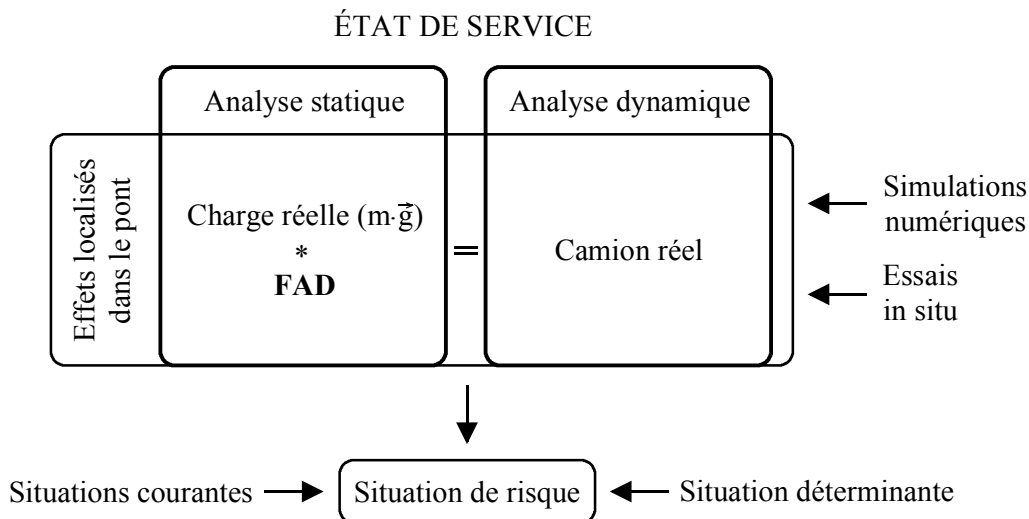 ÉTAT DE SERVICE
Analyse statique
Analyse dynamique
Effets localisés
dans le pont
Charge réelle (m·g⃗)
*
FAD
=
Camion réel
Simulations
numériques
Essais
in situ
Situations courantes
Situation de risque
Situation déterminante